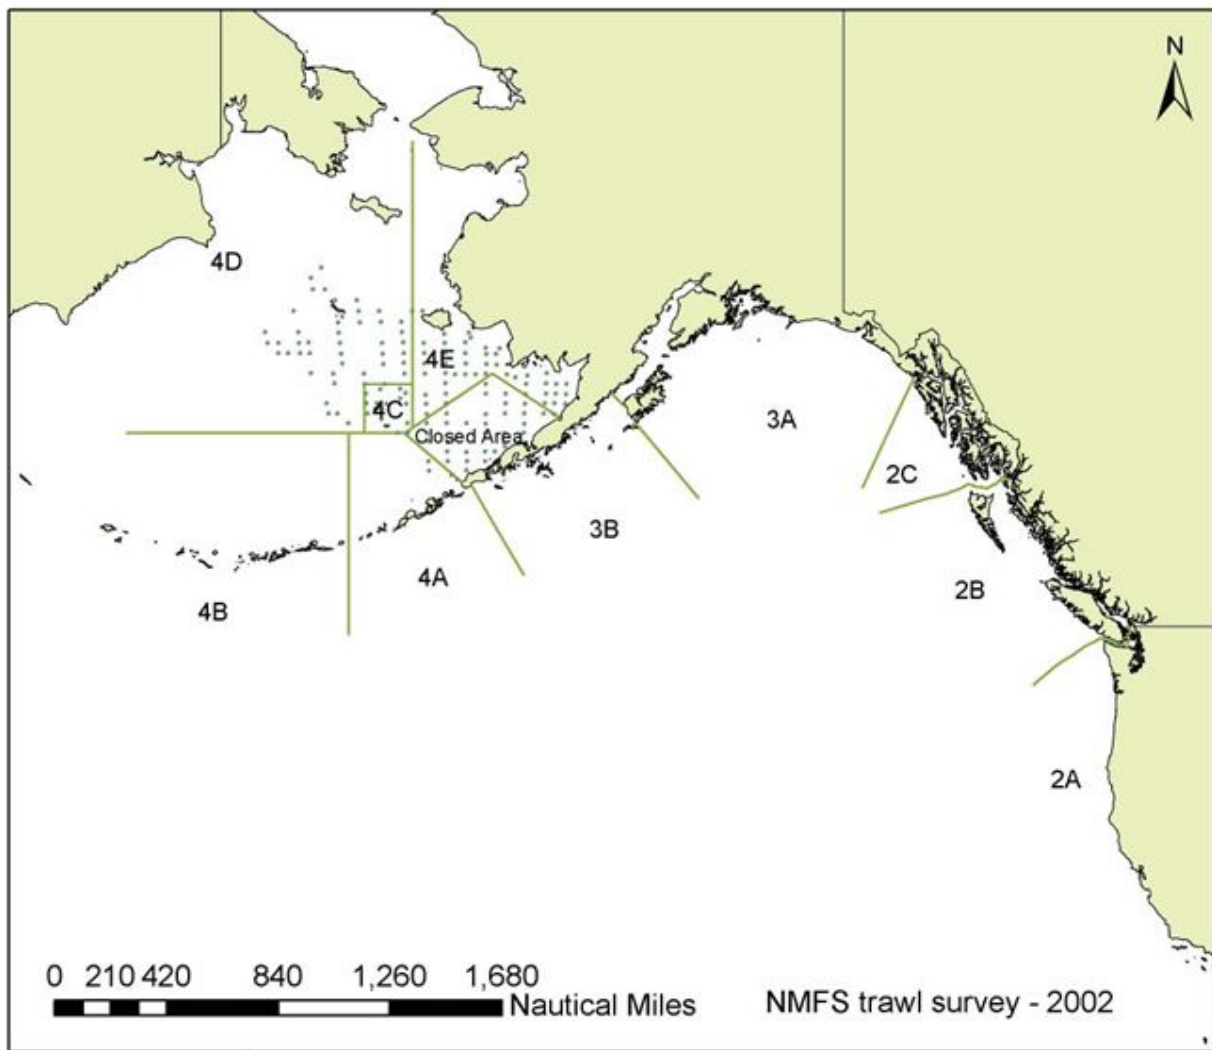 N
4D
4E
4C
Closed Area
3A
2C
3B
4A
2B
4B
2A
0 210 420 840 1,260 1,680
Nautical Miles
NMFS trawl survey - 2002